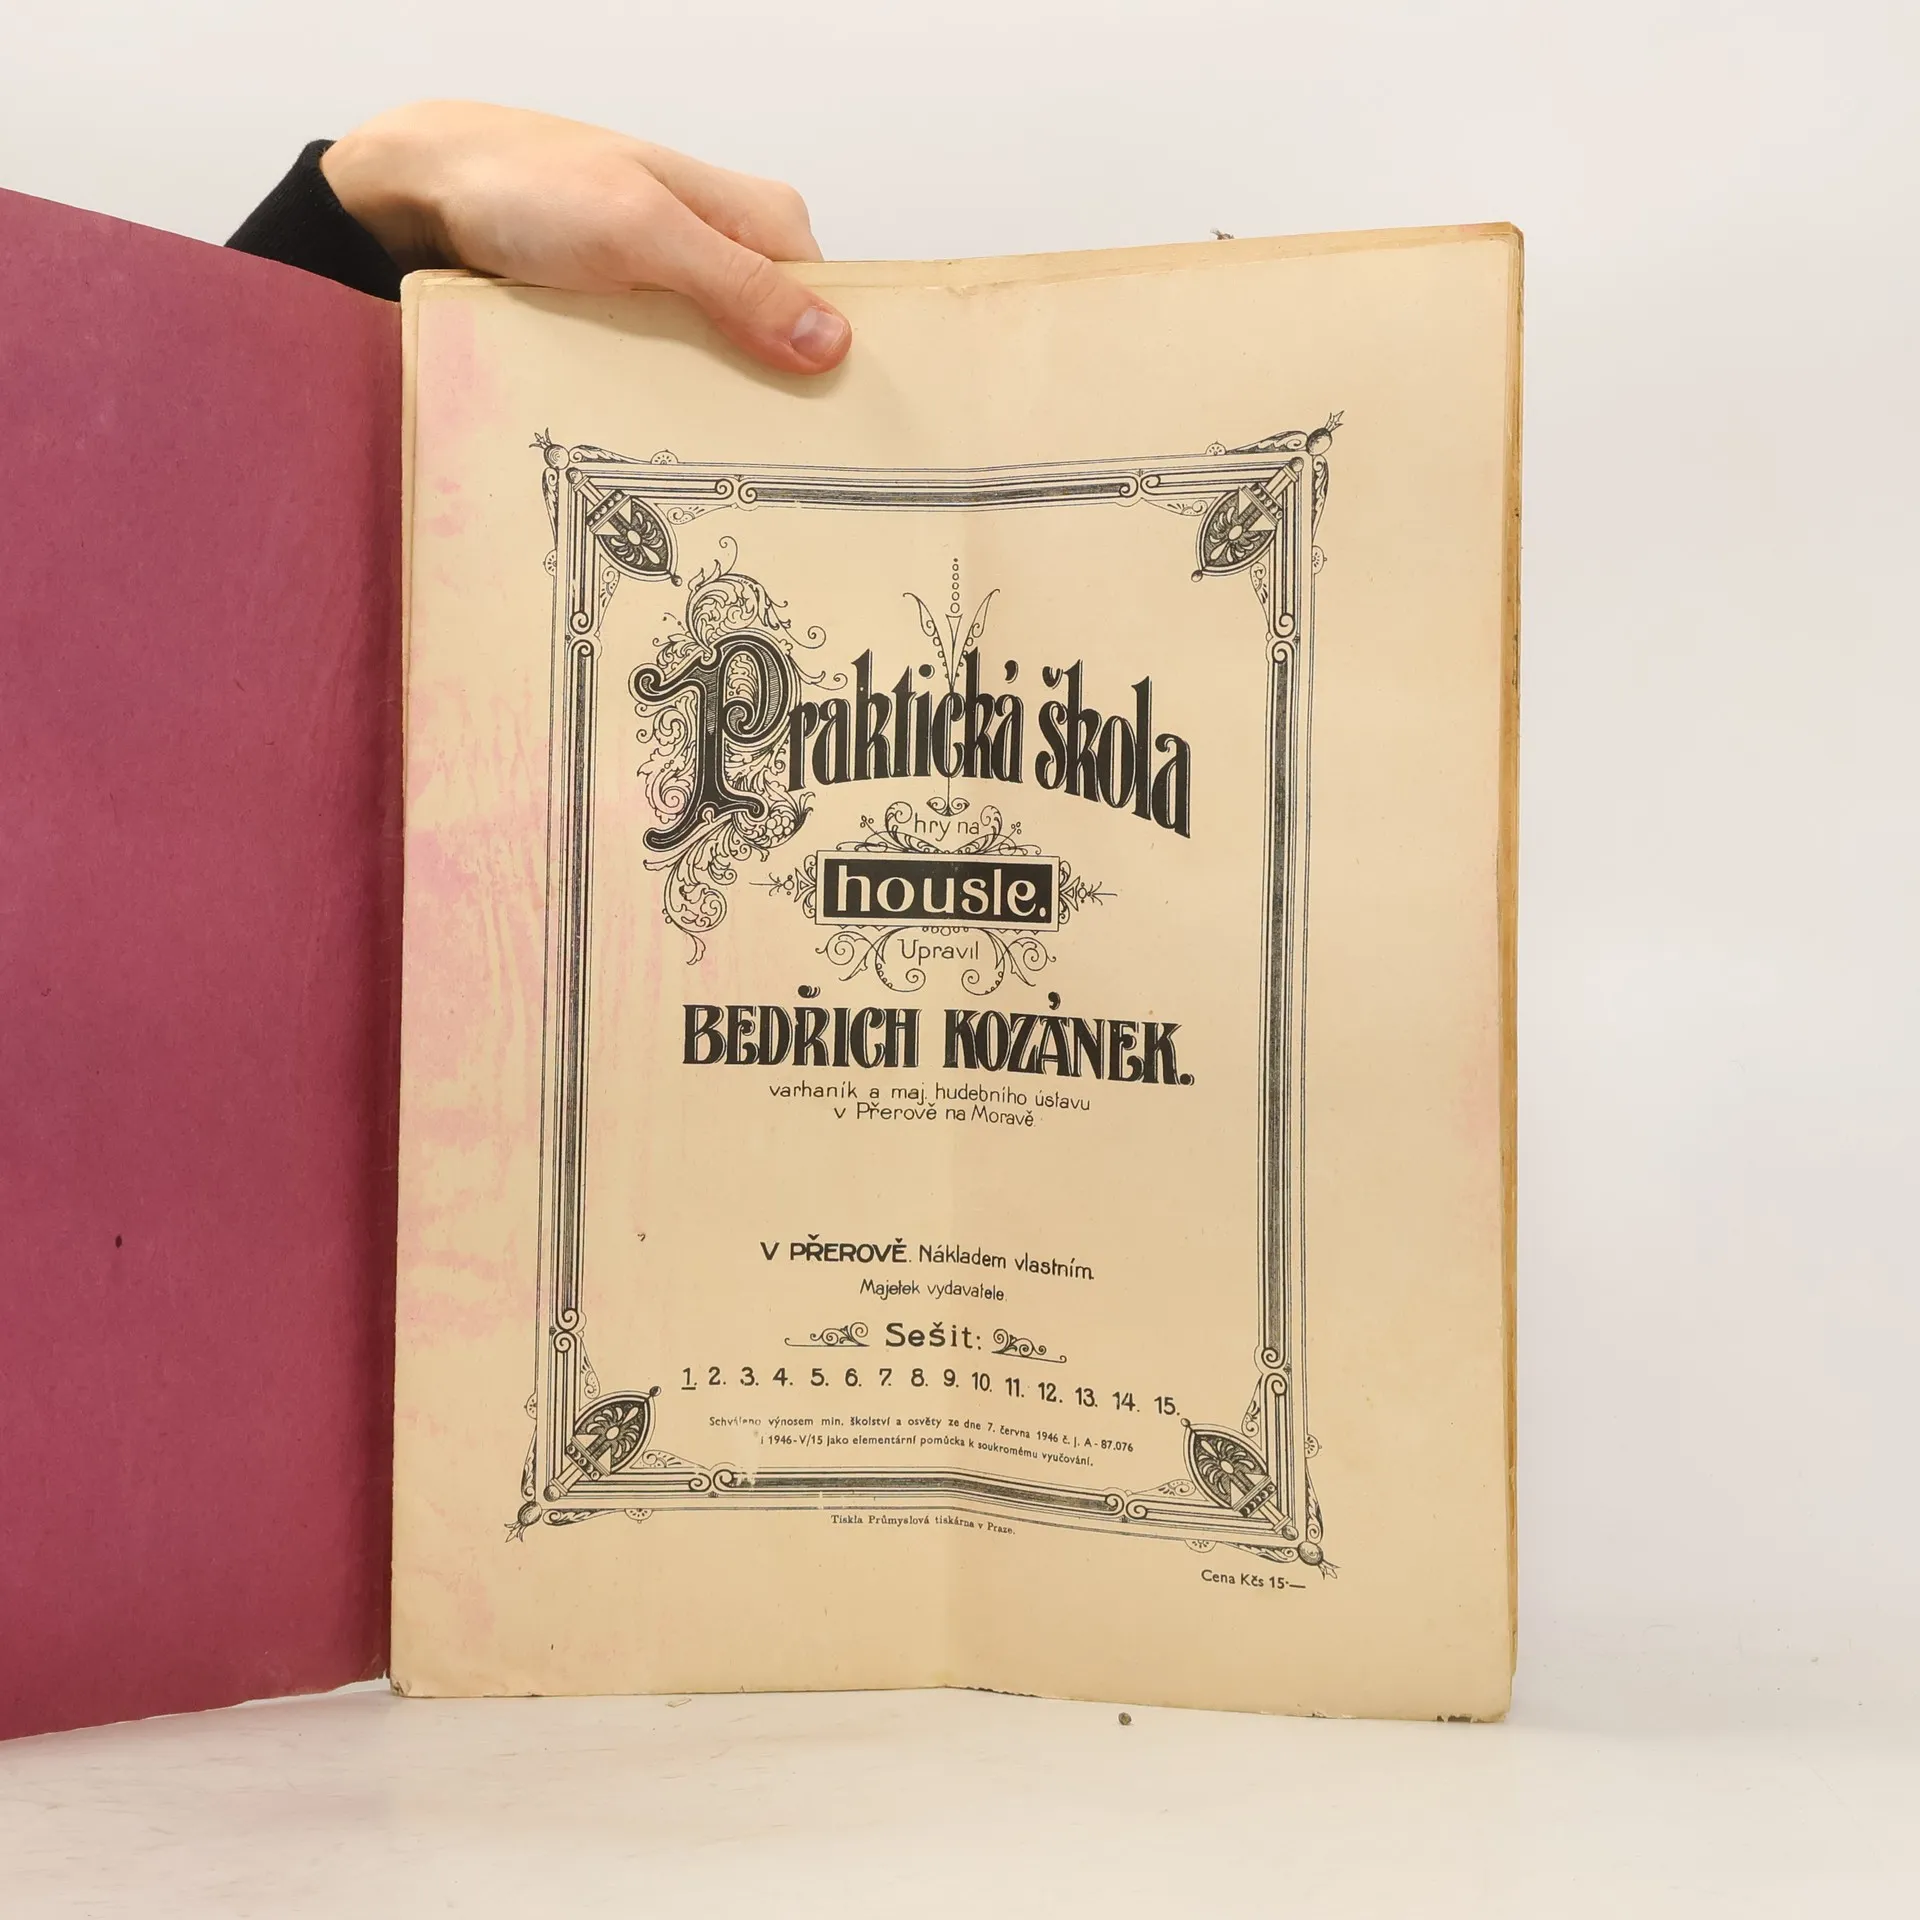 Praktická škola
hry na
housle.
Upravil
BEDŘICH KOZÁNEK.
varhaník a maj. hudebního ústavu
v Přerově na Moravě.
V PŘEROVĚ. Nákladem vlastním.
Majetek vydavatele.
Sešit:
1. 2. 3. 4. 5. 6. 7. 8. 9. 10. 11. 12. 13. 14. 15.
Schváleno výnosem min. školství a osvěty ze dne 7. června 1946 č. j. A-87.076
1946-V/15 jako elementární pomůcka k soukromému vyučování.
Tiskla Průmyslová tiskárna v Praze.
Cena Kčs 15·—